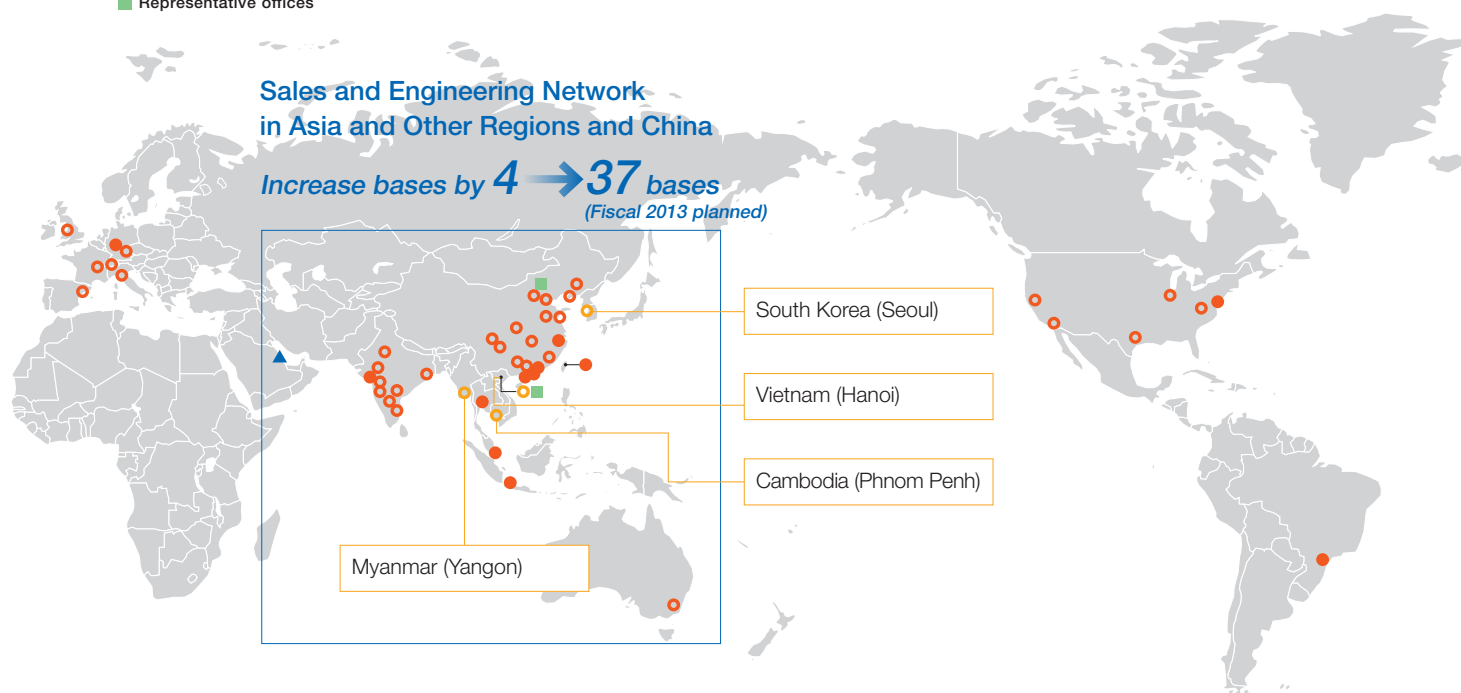 Representative offices
Sales and Engineering Network
in Asia and Other Regions and China
Increase bases by 4 → 37 bases
(Fiscal 2013 planned)
South Korea (Seoul)
Vietnam (Hanoi)
Cambodia (Phnom Penh)
Myanmar (Yangon)